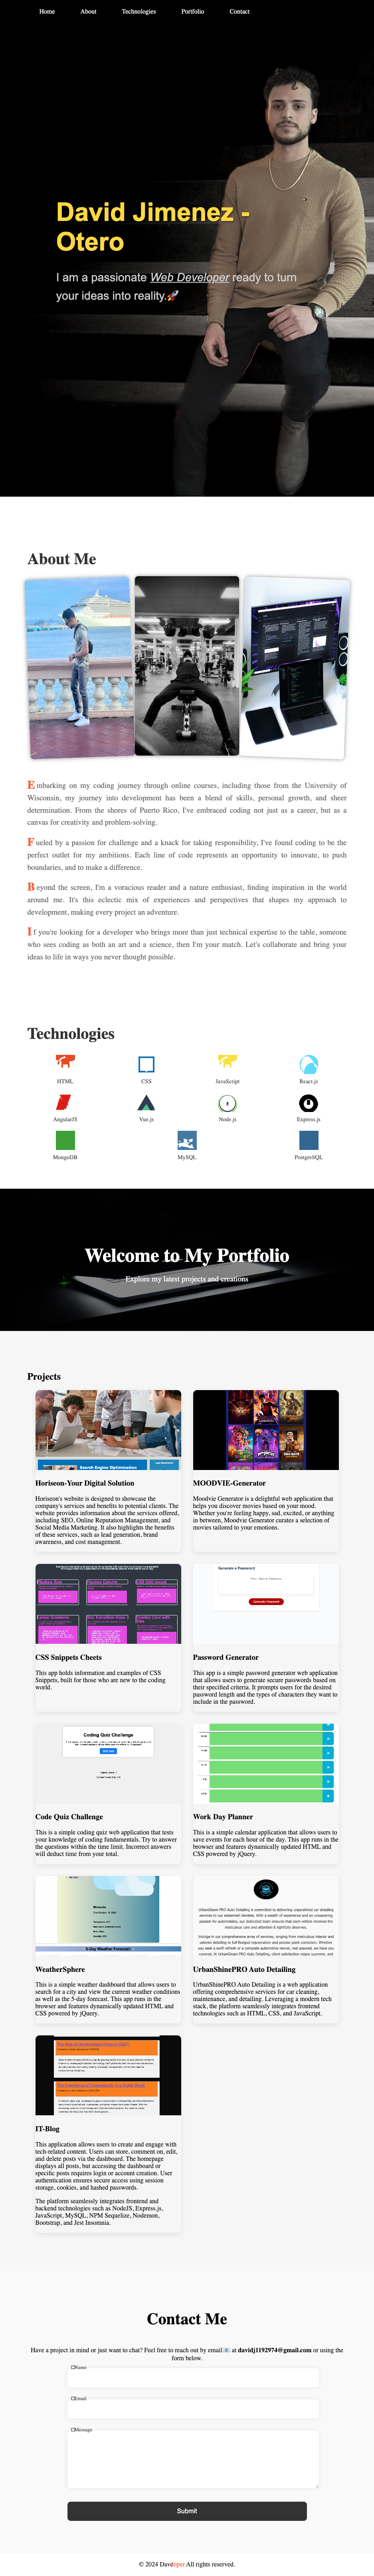 Home About Technologies Portfolio Contact
David Jimenez -
Otero
I am a passionate Web Developer ready to turn
your ideas into reality.🚀
About Me
Embarking on my coding journey through online courses, including those from the University of
Wisconsin, my journey into development has been a blend of skills, personal growth, and sheer
determination. From the shores of Puerto Rico, I've embraced coding not just as a career, but as a
canvas for creativity and problem-solving.
Fueled by a passion for challenge and a knack for taking responsibility, I've found coding to be the
perfect outlet for my ambitions. Each line of code represents an opportunity to innovate, to push
boundaries, and to make a difference.
Beyond the screen, I'm a voracious reader and a nature enthusiast, finding inspiration in the world
around me. It's this eclectic mix of experiences and perspectives that shapes my approach to
development, making every project an adventure.
If you're looking for a developer who brings more than just technical expertise to the table, someone
who sees coding as both an art and a science, then I'm your match. Let's collaborate and bring your
ideas to life in ways you never thought possible.
Technologies
HTML CSS JavaScript React.js
AngularJS Vue.js Node.js Express.js
MongoDB MySQL PostgreSQL
Welcome to My Portfolio
Explore my latest projects and creations
Projects
Search Engine Optimization
Horiseon-Your Digital Solution
Horiseon's website is designed to showcase the
company's services and benefits to potential clients. The
website provides information about the services offered,
including SEO, Online Reputation Management, and
Social Media Marketing. It also highlights the benefits
of these services, such as lead generation, brand
awareness, and cost management.
MOODVIE-Generator
Moodvie Generator is a delightful web application that
helps you discover movies based on your mood.
Whether you're feeling happy, sad, excited, or anything
in between, Moodvie Generator curates a selection of
movies tailored to your emotions.
CSS Snippets Cheets
This app holds information and examples of CSS
Snippets, built for those who are new to the coding
world.
Generate a Password
Generate Password
Password Generator
This app is a simple password generator web application
that allows users to generate secure passwords based on
their specified criteria. It prompts users for the desired
password length and the types of characters they want to
include in the password.
Coding Quiz Challenge
Code Quiz Challenge
This is a simple coding quiz web application that tests
your knowledge of coding fundamentals. Try to answer
the questions within the time limit. Incorrect answers
will deduct time from your total.
Work Day Planner
This is a simple calendar application that allows users to
save events for each hour of the day. This app runs in the
browser and features dynamically updated HTML and
CSS powered by jQuery.
5-Day Weather Forecast:
WeatherSphere
This is a simple weather dashboard that allows users to
search for a city and view the current weather conditions
as well as the 5-day forecast. This app runs in the
browser and features dynamically updated HTML and
CSS powered by jQuery.
UrbanShinePRO Auto Detailing
UrbanShinePRO Auto Detailing is a web application
offering comprehensive services for car cleaning,
maintenance, and detailing. Leveraging a modern tech
stack, the platform seamlessly integrates frontend
technologies such as HTML, CSS, and JavaScript.
IT-Blog
This application allows users to create and engage with
tech-related content. Users can store, comment on, edit,
and delete posts via the dashboard. The homepage
displays all posts, but accessing the dashboard or
specific posts requires login or account creation. User
authentication ensures secure access using session
storage, cookies, and hashed passwords.
The platform seamlessly integrates frontend and
backend technologies such as NodeJS, Express.js,
JavaScript, MySQL, NPM Sequelize, Nodemon,
Bootstrap, and Jest Insomnia.
Contact Me
Have a project in mind or just want to chat? Feel free to reach out by email📧 at davidj1192974@gmail.com or using the
form below.
Name
Email
Message
Submit
© 2024 Davdoper All rights reserved.